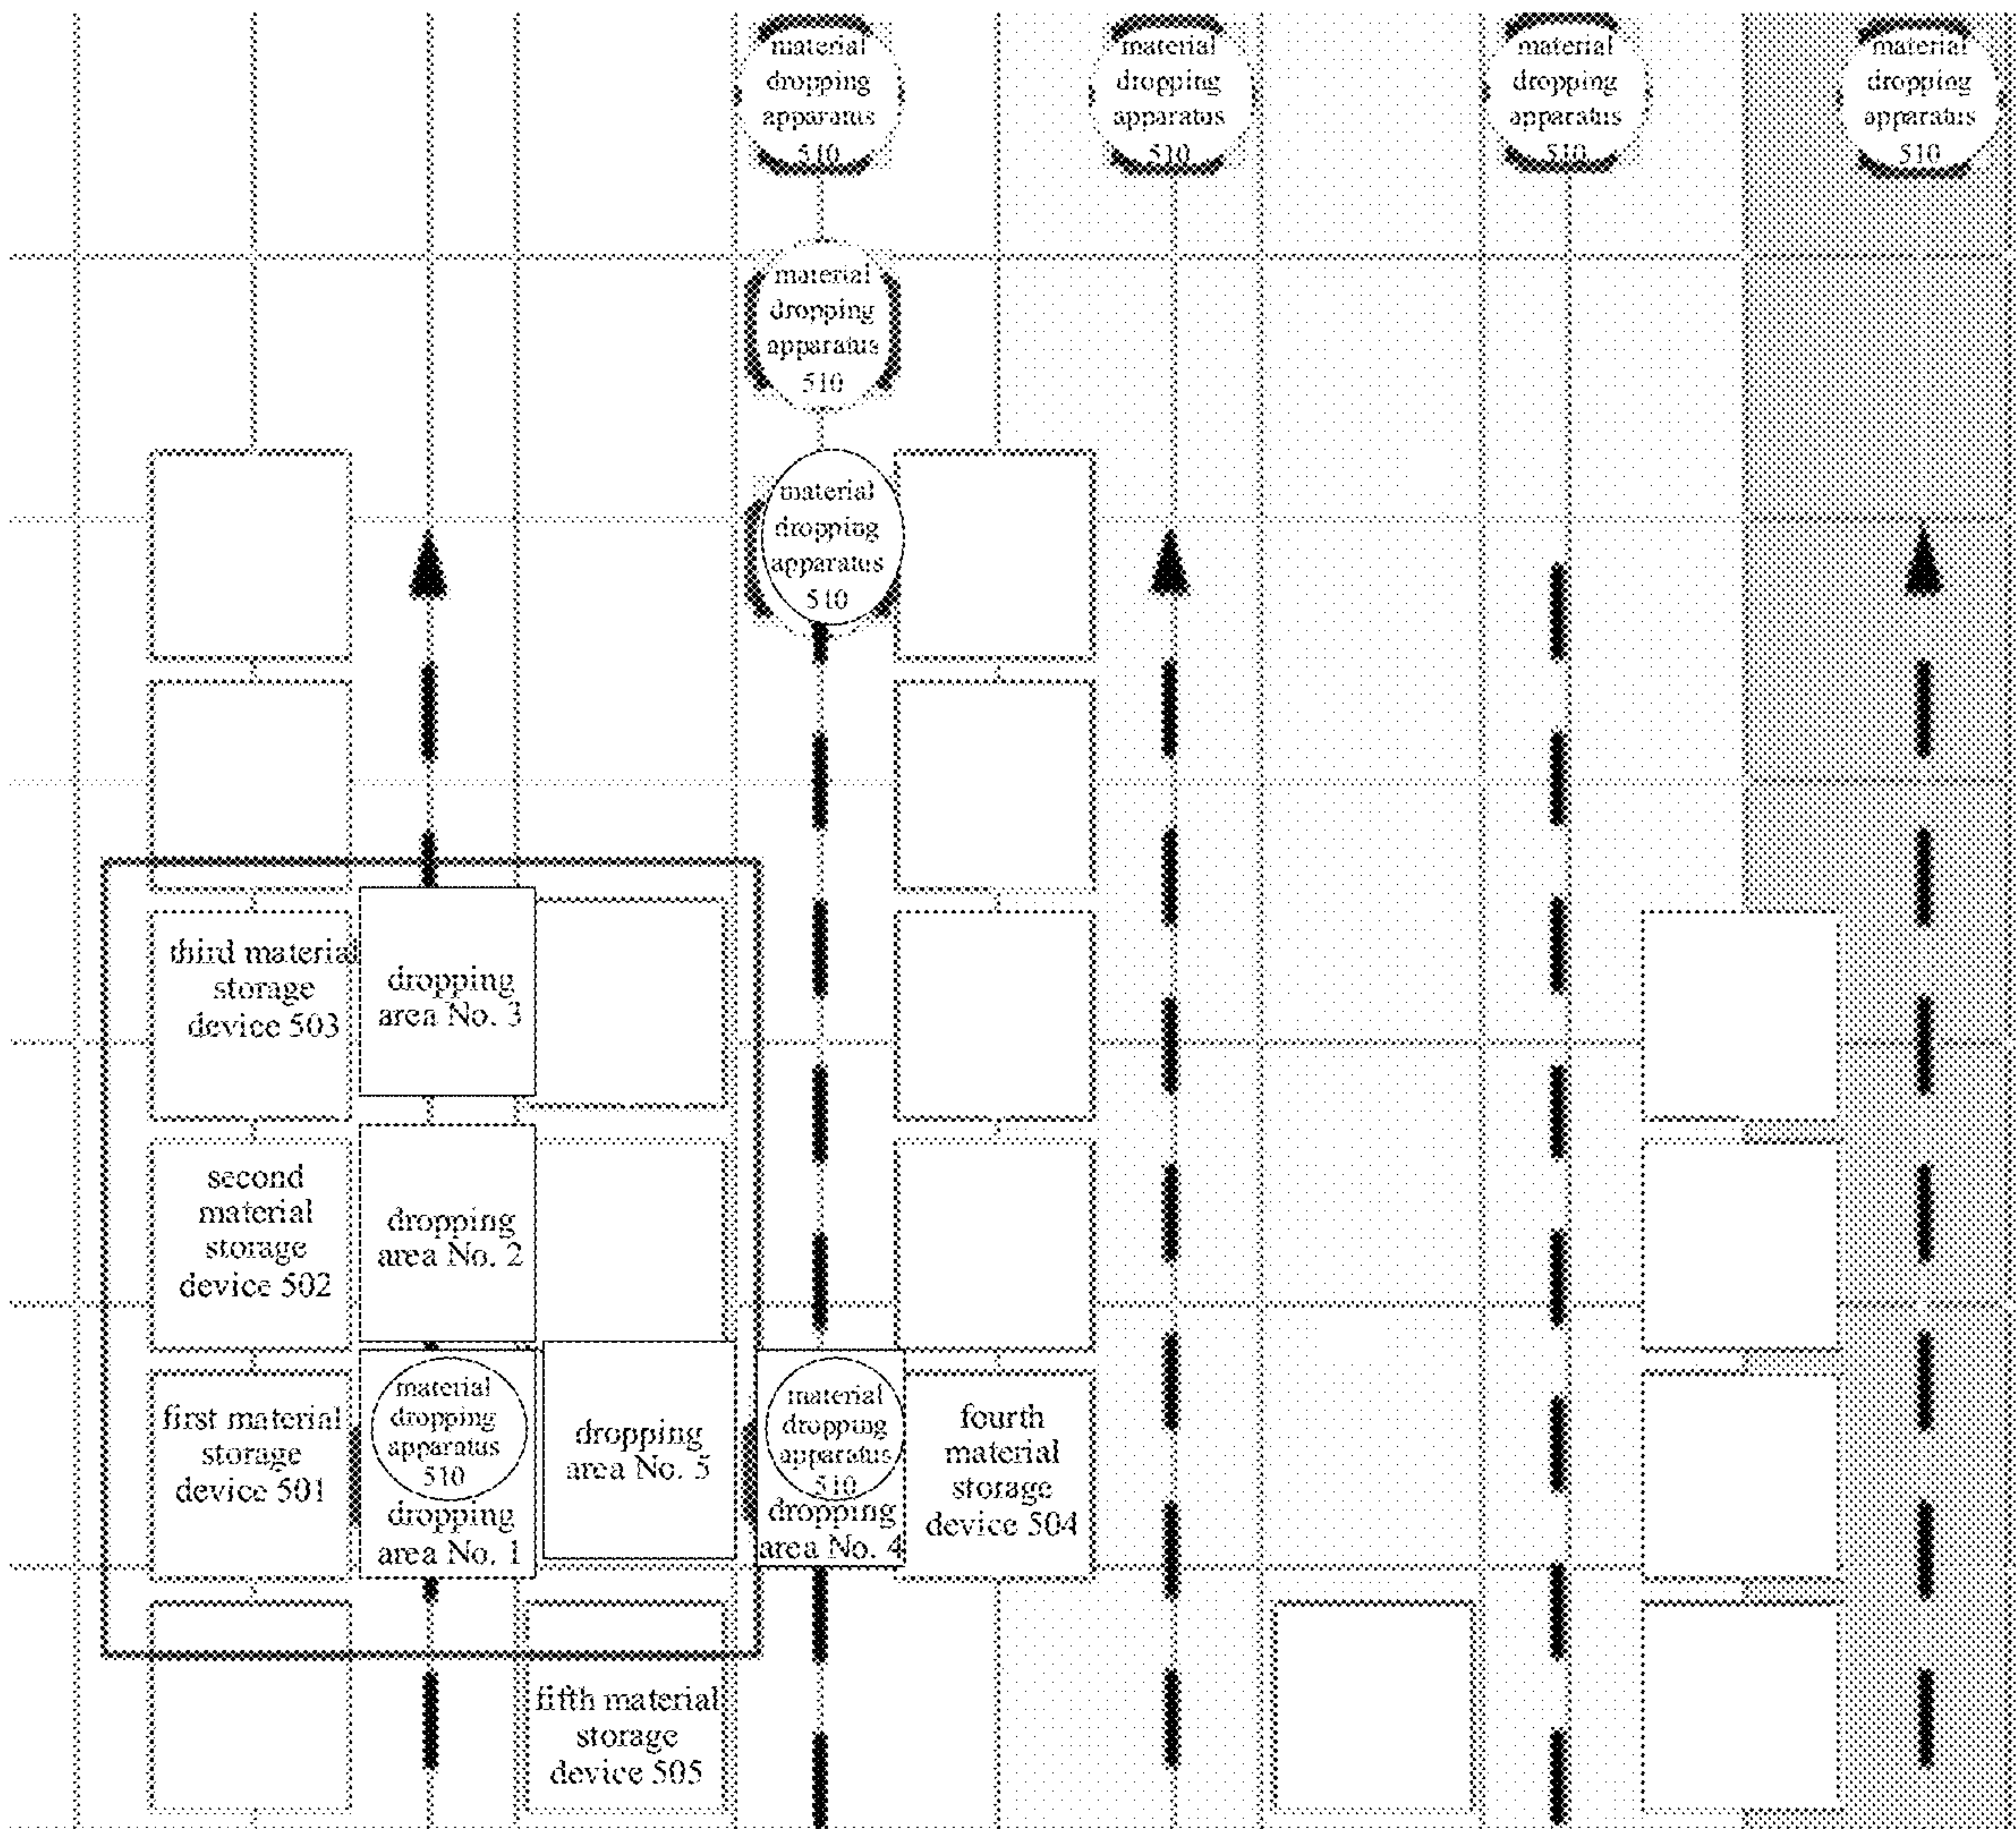 material
dropping
apparatus
510
material
dropping
apparatus
510
material
dropping
apparatus
510
material
dropping
apparatus
510
material
dropping
apparatus
510
material
dropping
apparatus
510
third material
storage
device 503
dropping
area No. 3
second
material
storage
device 502
dropping
area No. 2
first material
storage
device 501
material
dropping
apparatus
510
dropping
area No. 1
dropping
area No. 5
material
dropping
apparatus
510
dropping
area No. 4
fourth
material
storage
device 504
fifth material
storage
device 505